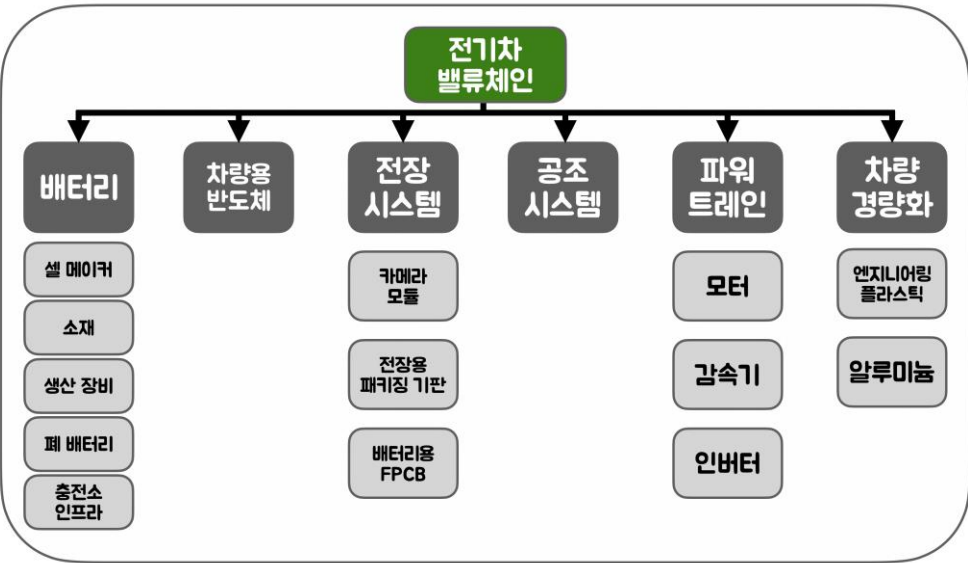 전기차
밸류체인
배터리
차량용
반도체
전장
시스템
공조
시스템
파워
트레인
차량
경량화
셀 메이커
소재
생산 장비
폐 배터리
충전소
인프라
카메라
모듈
전장용
패키징 기판
배터리용
FPCB
모터
감속기
인버터
엔지니어링
플라스틱
알루미늄